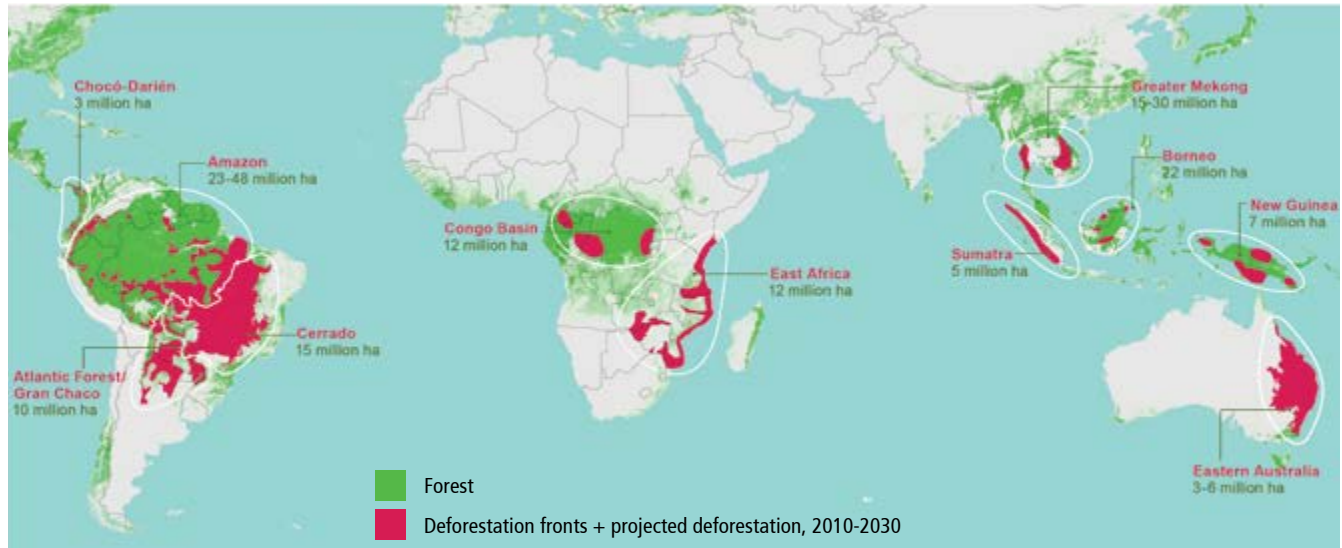 Chocó-Darién
3 million ha
Amazon
23-48 million ha
Cerrado
15 million ha
Atlantic Forest/
Gran Chaco
10 million ha
Congo Basin
12 million ha
East Africa
12 million ha
Greater Mekong
15-30 million ha
Borneo
22 million ha
New Guinea
7 million ha
Sumatra
5 million ha
Eastern Australia
3-6 million ha
Forest
Deforestation fronts + projected deforestation, 2010-2030